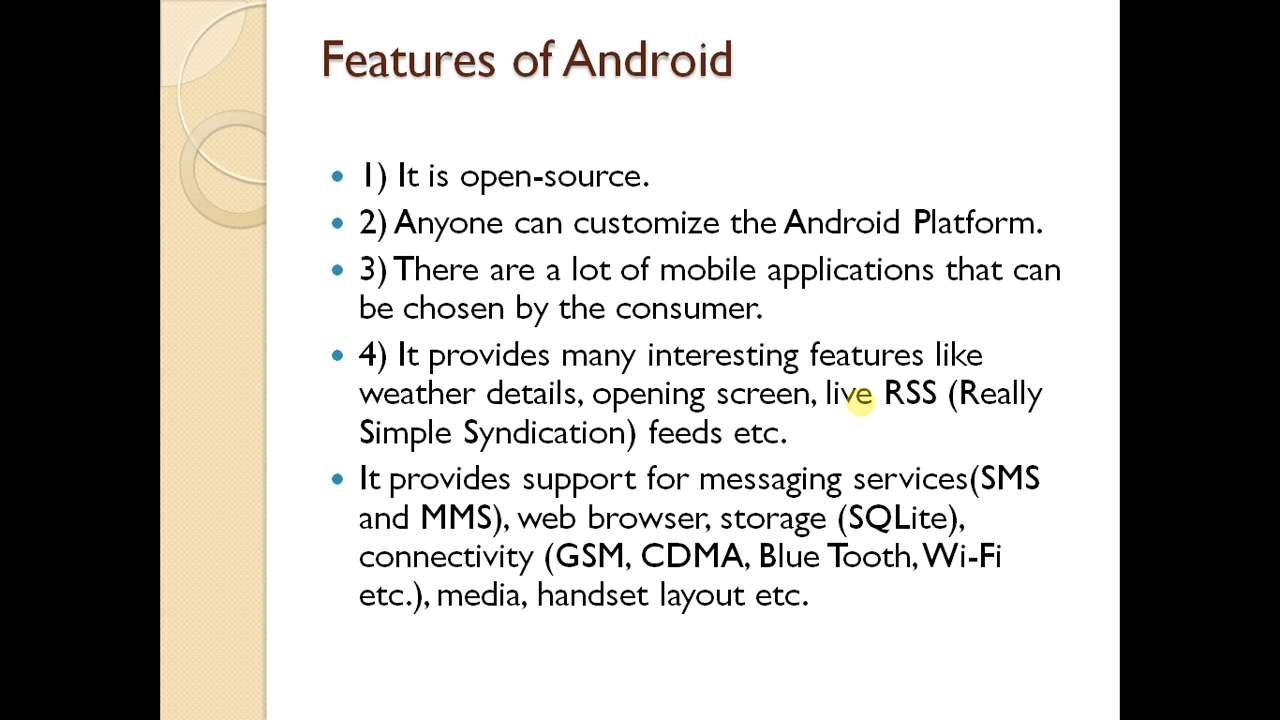 Features of Android
1) It is open-source.
2) Anyone can customize the Android Platform.
3) There are a lot of mobile applications that can
be chosen by the consumer.
4) It provides many interesting features like
weather details, opening screen, live RSS (Really
Simple Syndication) feeds etc.
It provides support for messaging services(SMS
and MMS), web browser, storage (SQLite),
connectivity (GSM, CDMA, Blue Tooth, Wi-Fi
etc.), media, handset layout etc.